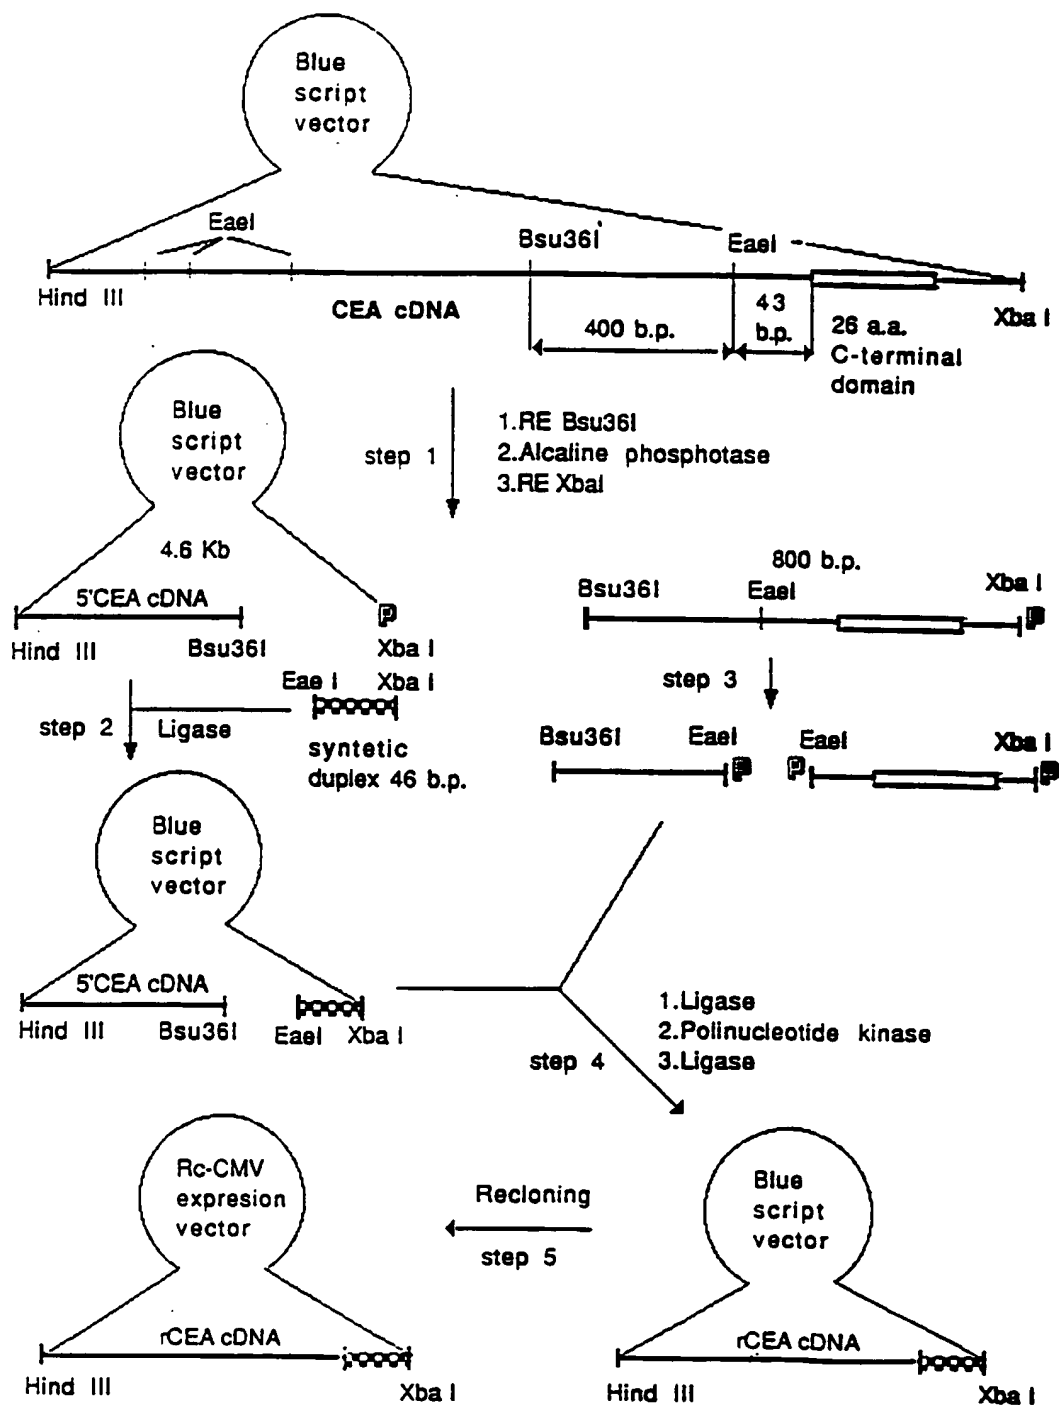 Blue
script
vector
EaeI
Bsu36I
EaeI
Hind III
CEA cDNA
Xba I
400 b.p.
43
b.p.
26 a.a.
C-terminal
domain
Blue
script
vector
step 1
1.RE Bsu36I
2.Alcaline phosphotase
3.RE XbaI
4.6 Kb
5'CEA cDNA
P
Hind III
Bsu36I
Xba I
800 b.p.
Bsu36I
EaeI
Xba I
P
step 2
Ligase
Eae I
Xba I
syntetic
duplex 46 b.p.
step 3
Bsu36I
EaeI
P
P
EaeI
Xba I
P
Blue
script
vector
5'CEA cDNA
Hind III
Bsu36I
EaeI
Xba I
step 4
1.Ligase
2.Polinucleotide kinase
3.Ligase
Rc-CMV
expresion
vector
Recloning
step 5
Blue
script
vector
rCEA cDNA
Hind III
Xba I
rCEA cDNA
Hind III
Xba I